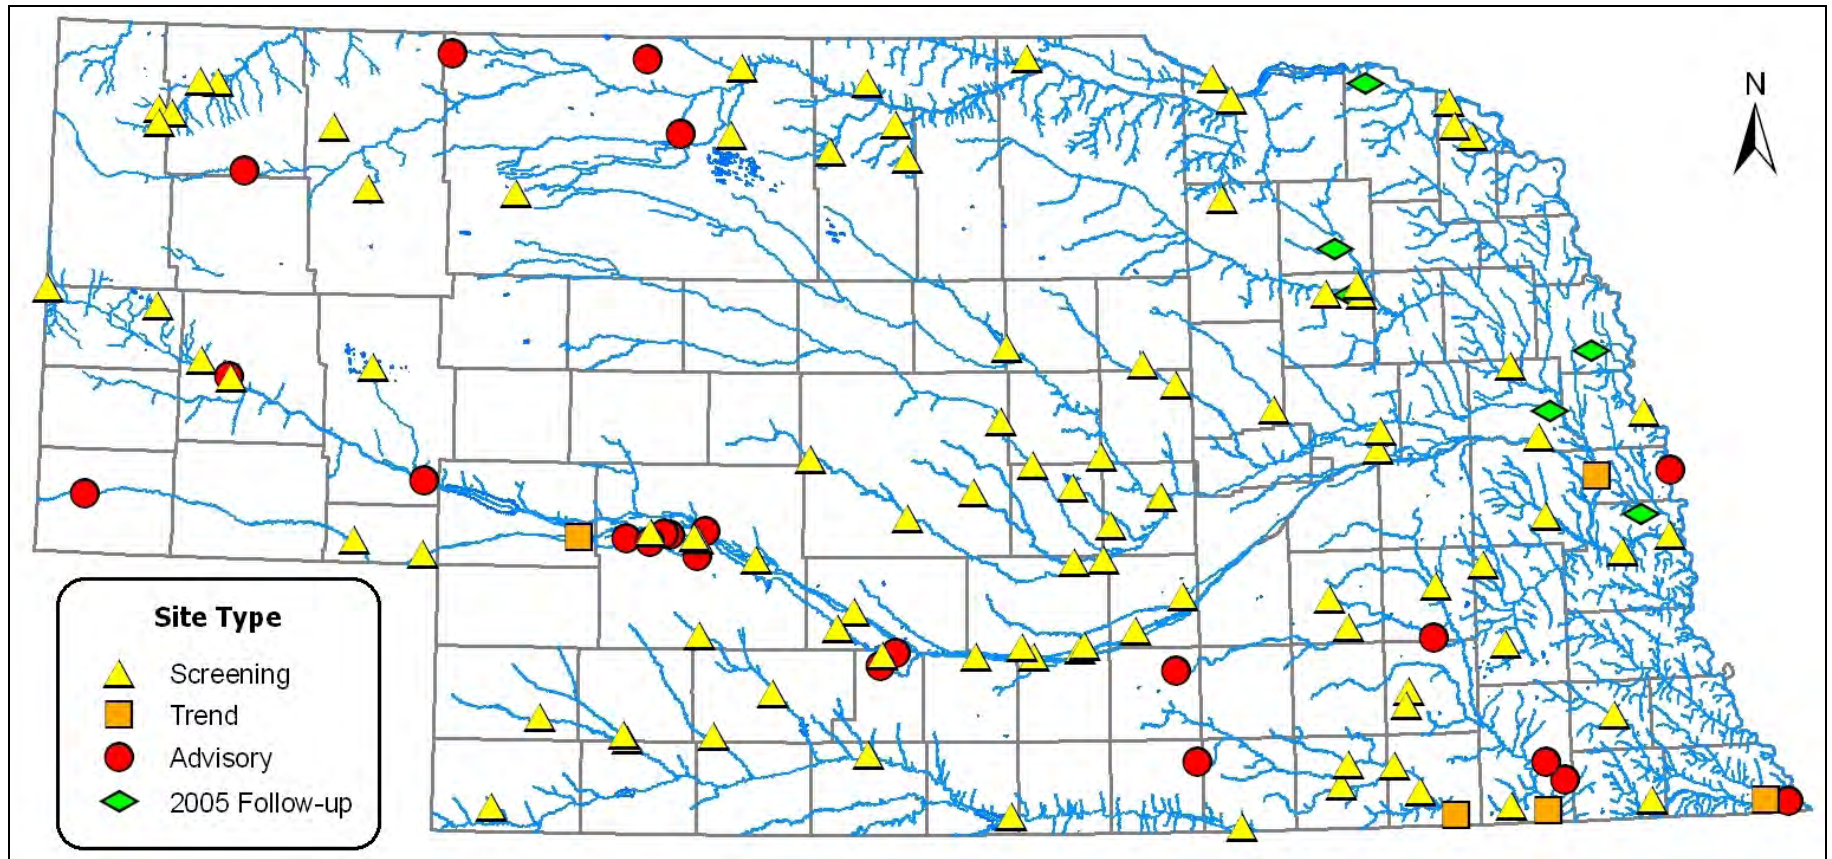 N
Site Type
Screening
Trend
Advisory
2005 Follow-up